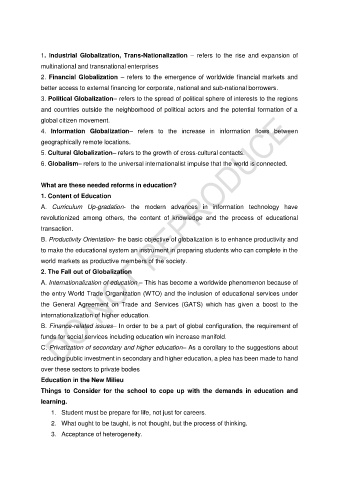 1. Industrial Globalization, Trans-Nationalization – refers to the rise and expansion of
multinational and transnational enterprises
2. Financial Globalization – refers to the emergence of worldwide financial markets and
better access to external financing for corporate, national and sub-national borrowers.
3. Political Globalization– refers to the spread of political sphere of interests to the regions
and countries outside the neighborhood of political actors and the potential formation of a
global citizen movement.
4. Information Globalization– refers to the increase in information flows between
geographically remote locations.
5. Cultural Globalization– refers to the growth of cross-cultural contacts.
6. Globalism– refers to the universal internationalist impulse that the world is connected.
What are these needed reforms in education?
1. Content of Education
A. Curriculum Up-gradation- the modern advances in information technology have
revolutionized among others, the content of knowledge and the process of educational
transaction.
B. Productivity Orientation- the basic objective of globalization is to enhance productivity and
to make the educational system an instrument in preparing students who can complete in the
world markets as productive members of the society.
2. The Fall out of Globalization
A. Internationalization of education – This has become a worldwide phenomenon because of
the entry World Trade Organization (WTO) and the inclusion of educational services under
the General Agreement on Trade and Services (GATS) which has given a boost to the
internationalization of higher education.
B. Finance-related issues– In order to be a part of global configuration, the requirement of
funds for social services including education win increase manifold.
C. Privatization of secondary and higher education– As a corollary to the suggestions about
reducing public investment in secondary and higher education, a plea has been made to hand
over these sectors to private bodies
Education in the New Milieu
Things to Consider for the school to cope up with the demands in education and
learning.
1. Student must be prepare for life, not just for careers.
2. What ought to be taught, is not thought, but the process of thinking.
3. Acceptance of heterogeneity.
DO NOT REPRODUCE